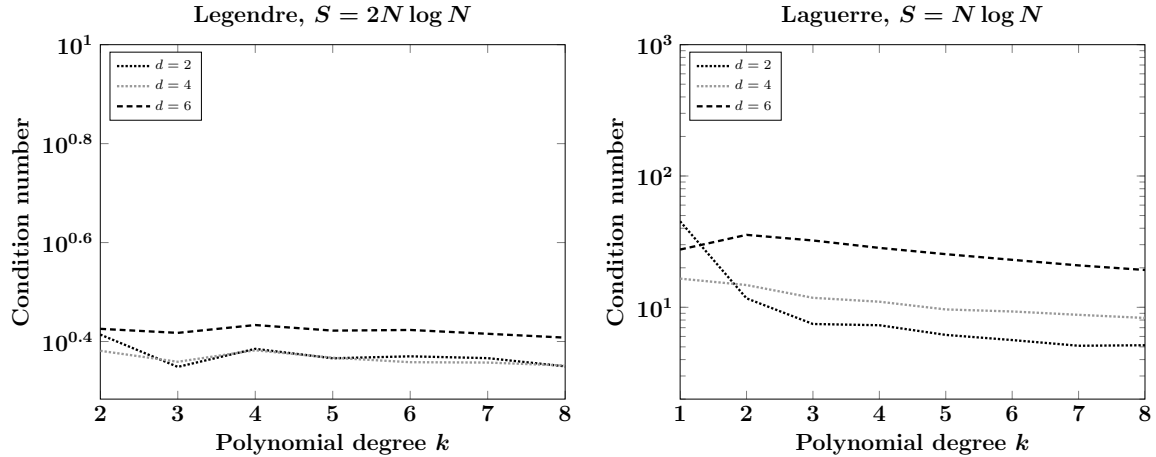 Legendre, S = 2N log N
10^1
10^0.8
10^0.6
10^0.4
Condition number
d = 2
d = 4
d = 6
2 3 4 5 6 7 8
Polynomial degree k
Laguerre, S = N log N
10^3
10^2
10^1
Condition number
d = 2
d = 4
d = 6
1 2 3 4 5 6 7 8
Polynomial degree k